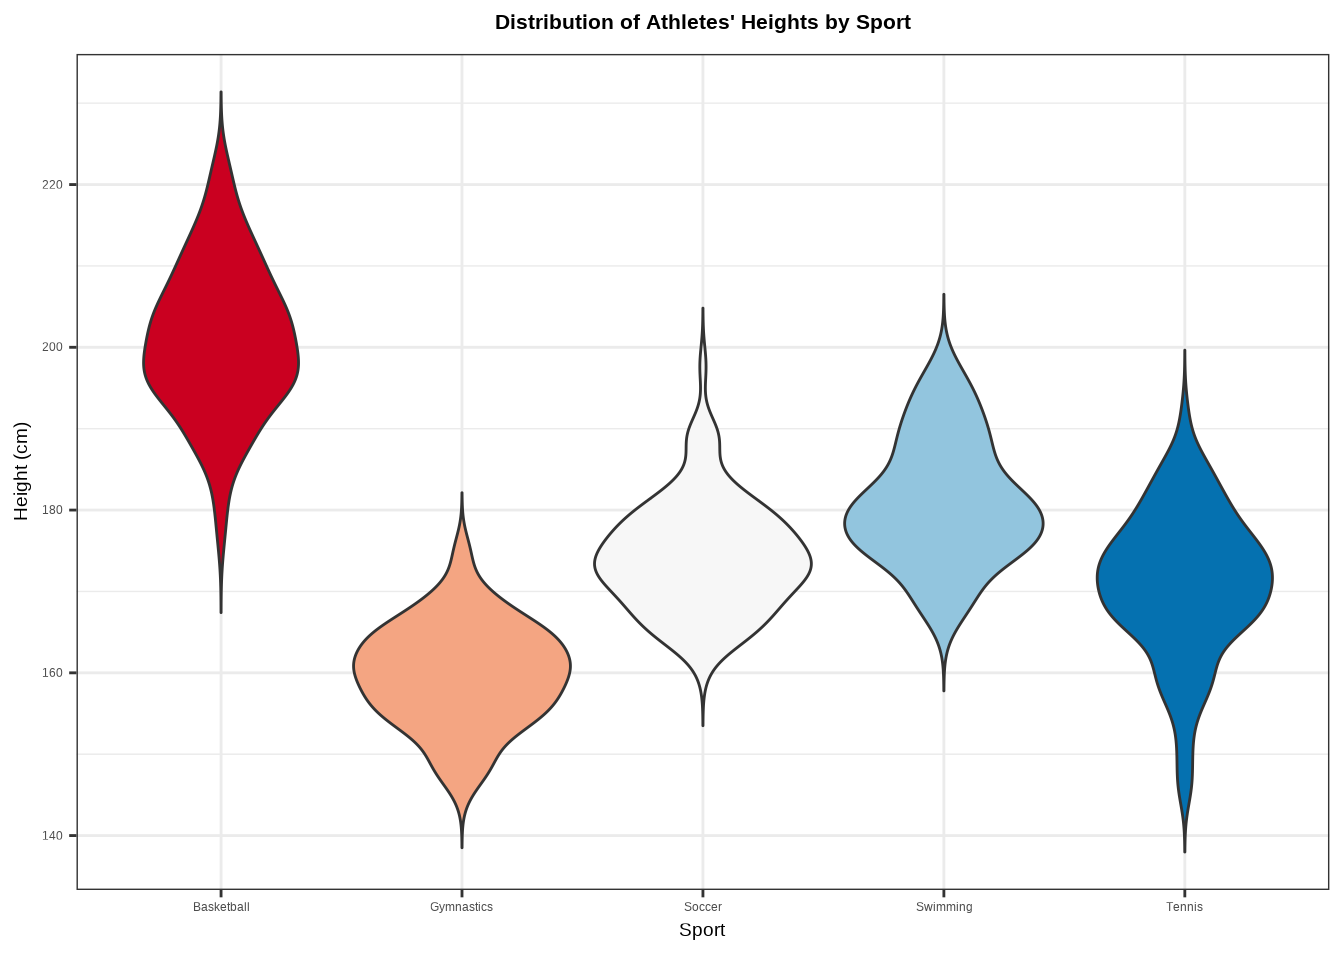 Distribution of Athletes' Heights by Sport
Height (cm)
220
200
180
160
140
Basketball Gymnastics Soccer Swimming Tennis
Sport